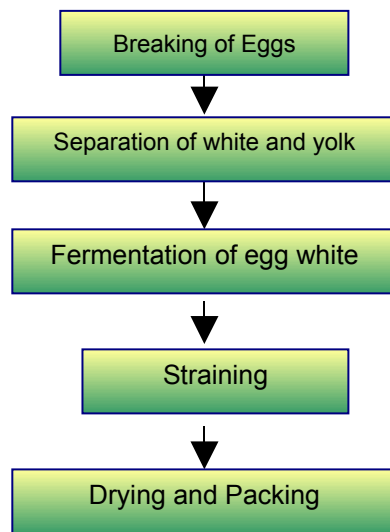 Breaking of Eggs
Separation of white and yolk
Fermentation of egg white
Straining
Drying and Packing